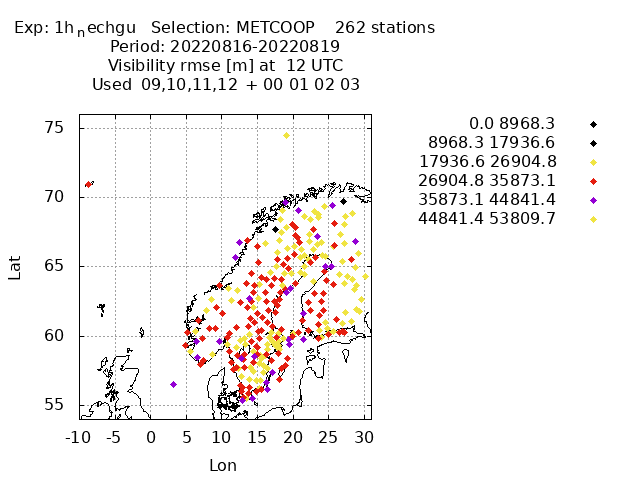 Exp: 1h_nechgu Selection: METCOOP 262 stations
Period: 20220816-20220819
Visibility rmse [m] at 12 UTC
Used 09,10,11,12 + 00 01 02 03
0.0 8968.3
8968.3 17936.6
17936.6 26904.8
26904.8 35873.1
35873.1 44841.4
44841.4 53809.7
75
70
65
60
55
Lat
-10 -5 0 5 10 15 20 25 30
Lon